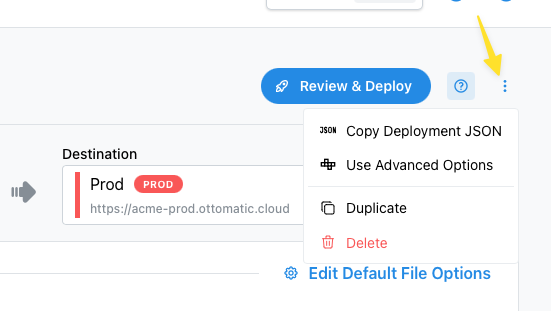 Review & Deploy
JSON Copy Deployment JSON
Use Advanced Options
Destination
Prod PROD
https://acme-prod.ottomatic.cloud
Duplicate
Delete
Edit Default File Options